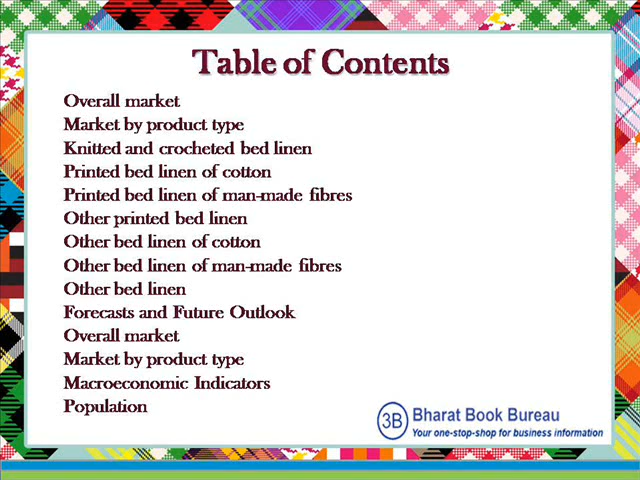 Table of Contents
Overall market
Market by product type
Knitted and crocheted bed linen
Printed bed linen of cotton
Printed bed linen of man-made fibres
Other printed bed linen
Other bed linen of cotton
Other bed linen of man-made fibres
Other bed linen
Forecasts and Future Outlook
Overall market
Market by product type
Macroeconomic Indicators
Population
3B Bharat Book Bureau
Your one-stop-shop for business information